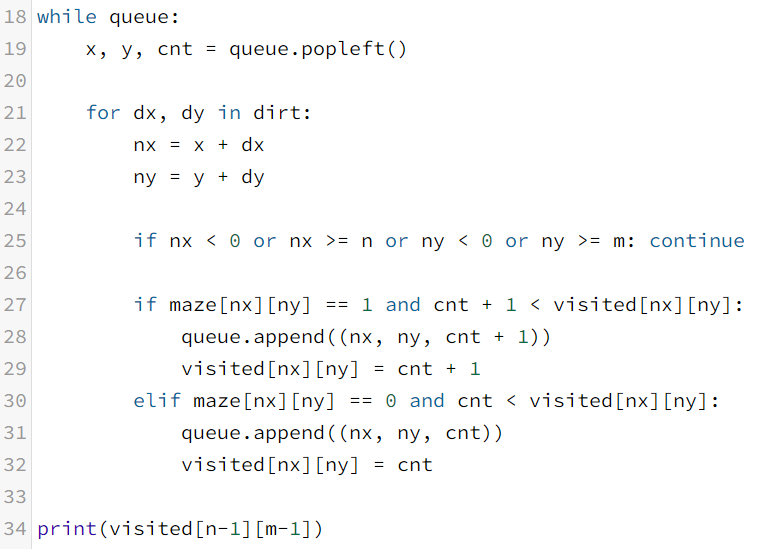 18 while queue:
19     x, y, cnt = queue.popleft()
20
21     for dx, dy in dirt:
22         nx = x + dx
23         ny = y + dy
24
25         if nx < 0 or nx >= n or ny < 0 or ny >= m: continue
26
27         if maze[nx][ny] == 1 and cnt + 1 < visited[nx][ny]:
28             queue.append((nx, ny, cnt + 1))
29             visited[nx][ny] = cnt + 1
30         elif maze[nx][ny] == 0 and cnt < visited[nx][ny]:
31             queue.append((nx, ny, cnt))
32             visited[nx][ny] = cnt
33
34 print(visited[n-1][m-1])